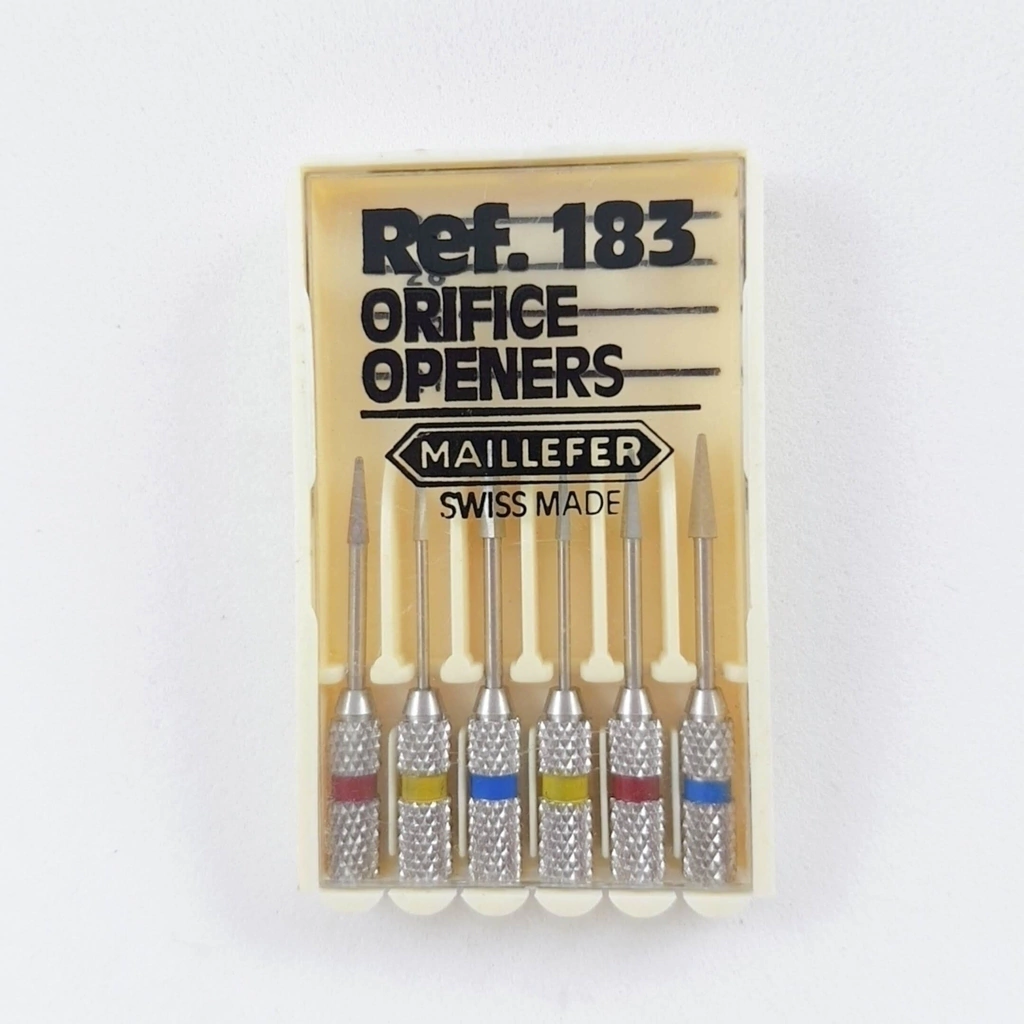 Ref. 183
ORIFICE
OPENERS
MAILLEFER
SWISS MADE